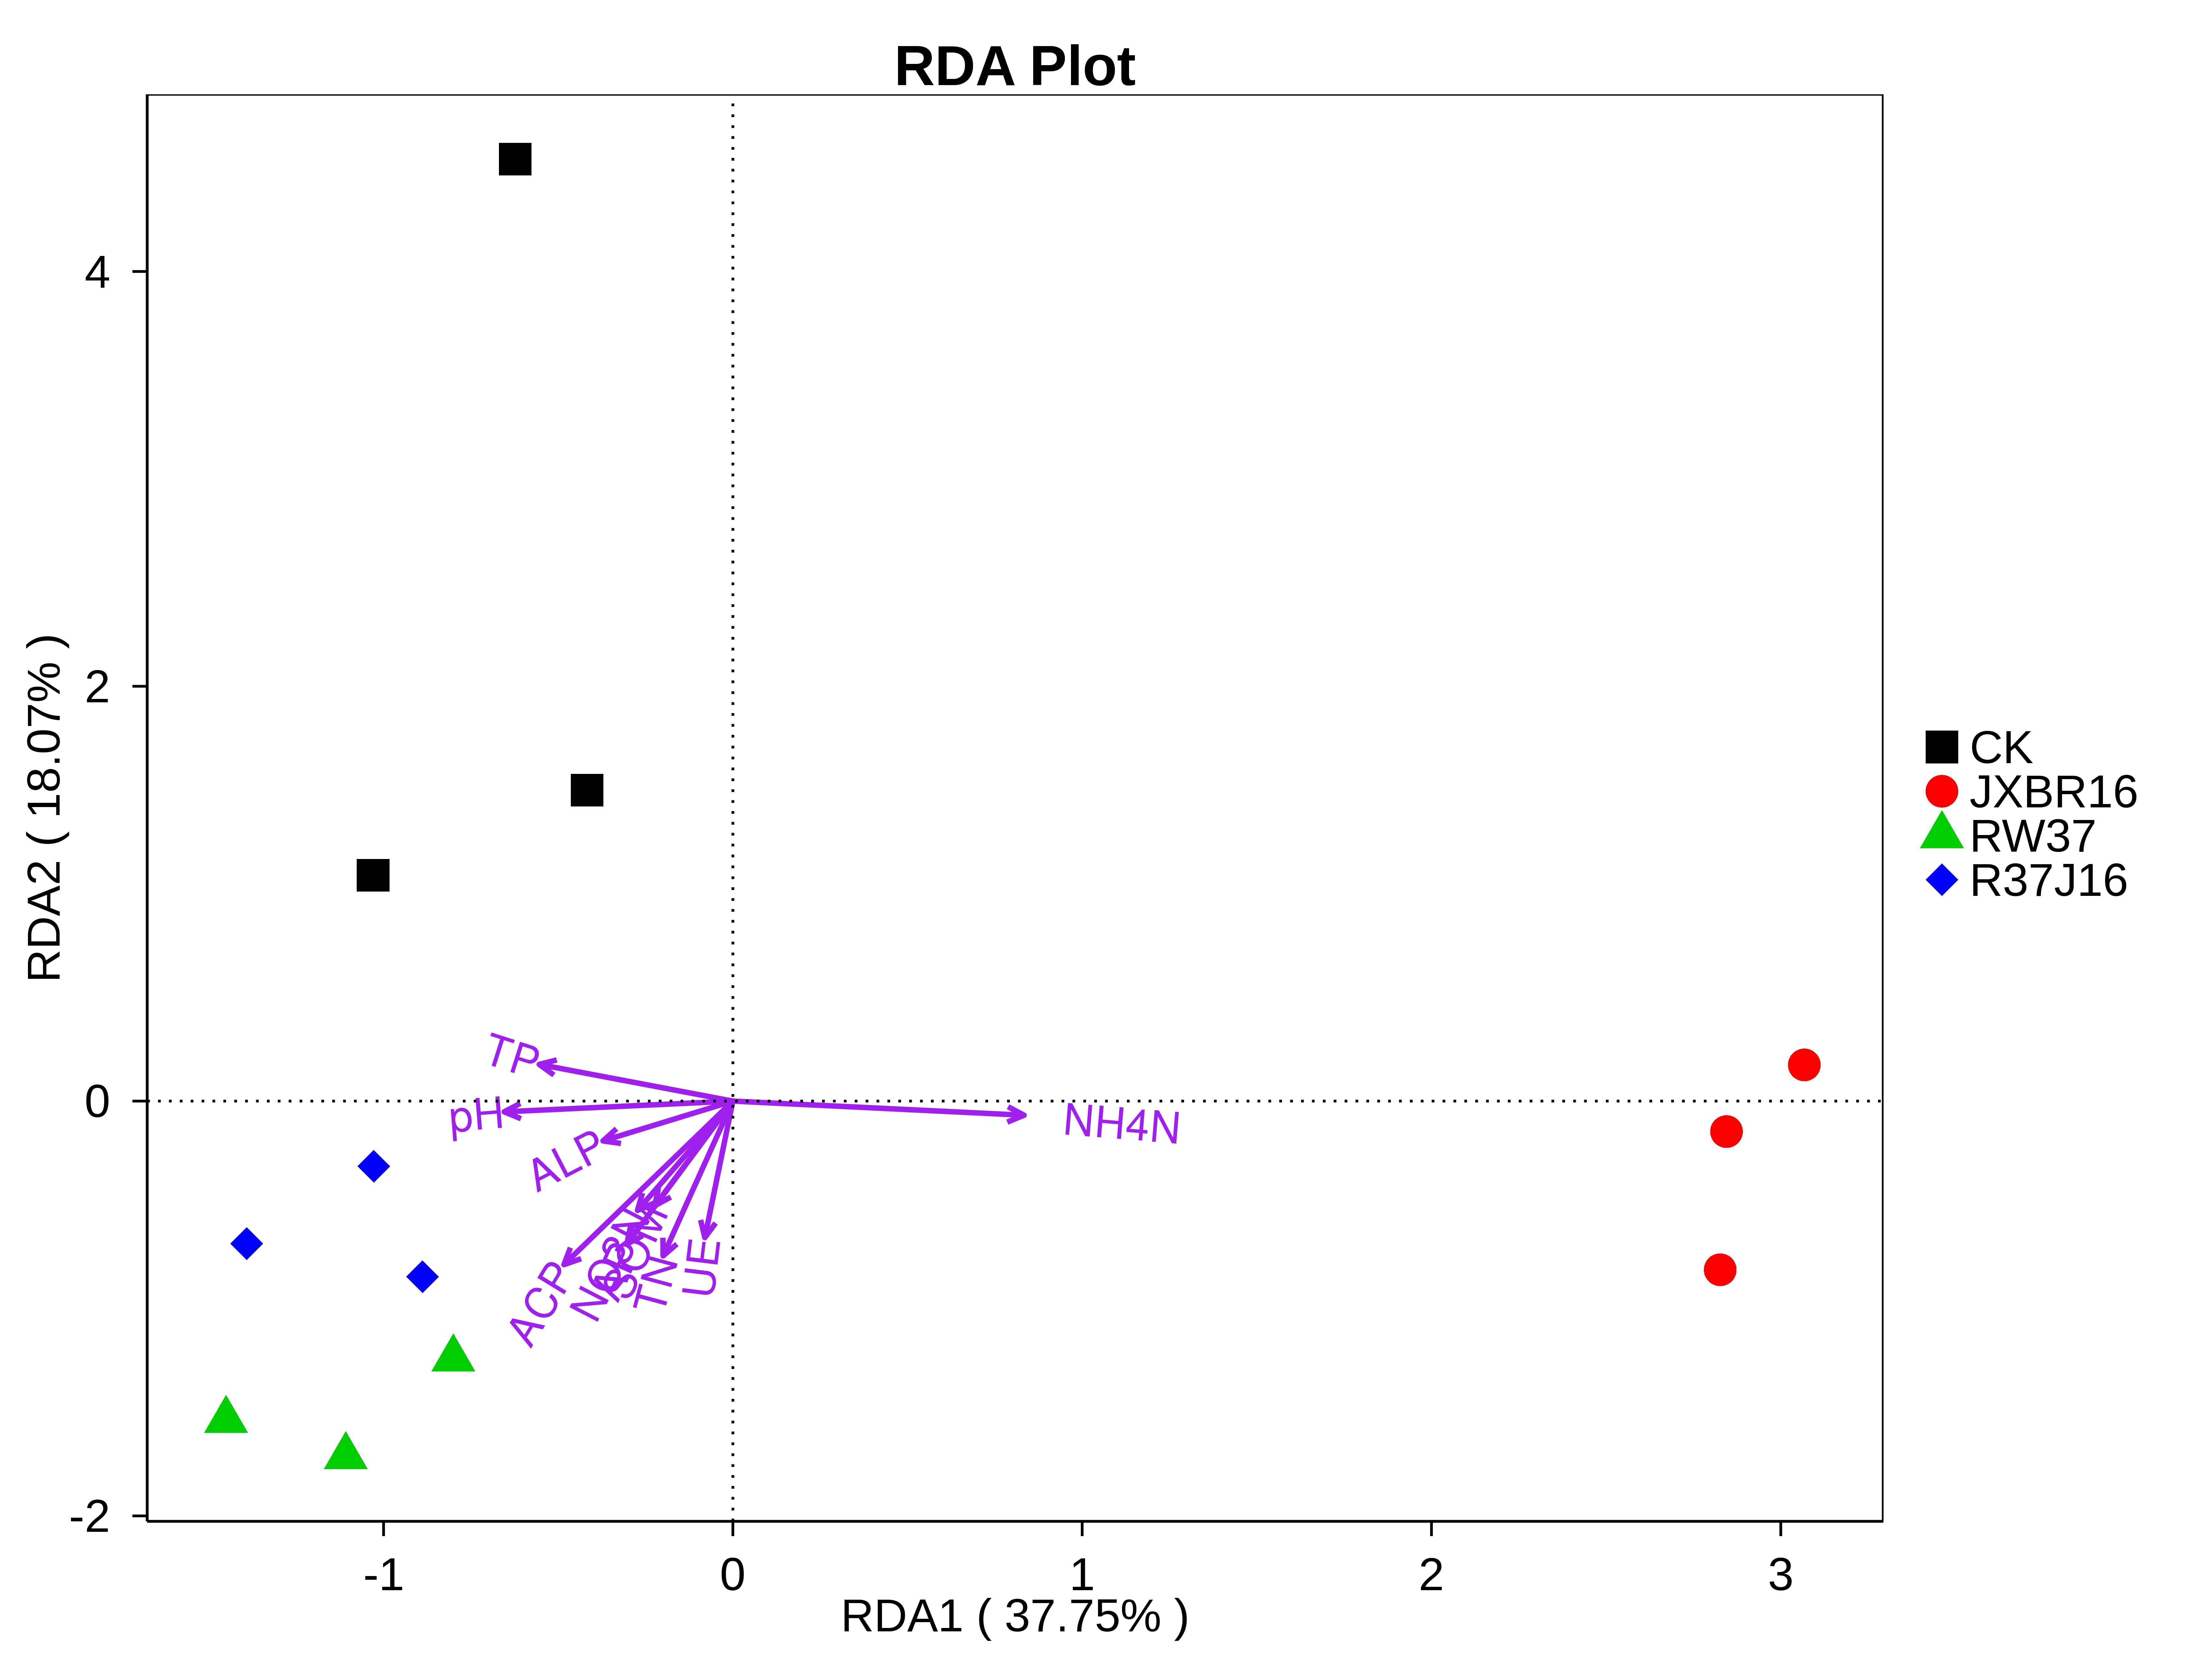 RDA Plot
4
2
0
-2
RDA2 ( 18.07% )
TP
pH
ALP
ACP
TN
UE
NH4N
-1
0
1
2
3
RDA1 ( 37.75% )
CK
JXBR16
RW37
R37J16